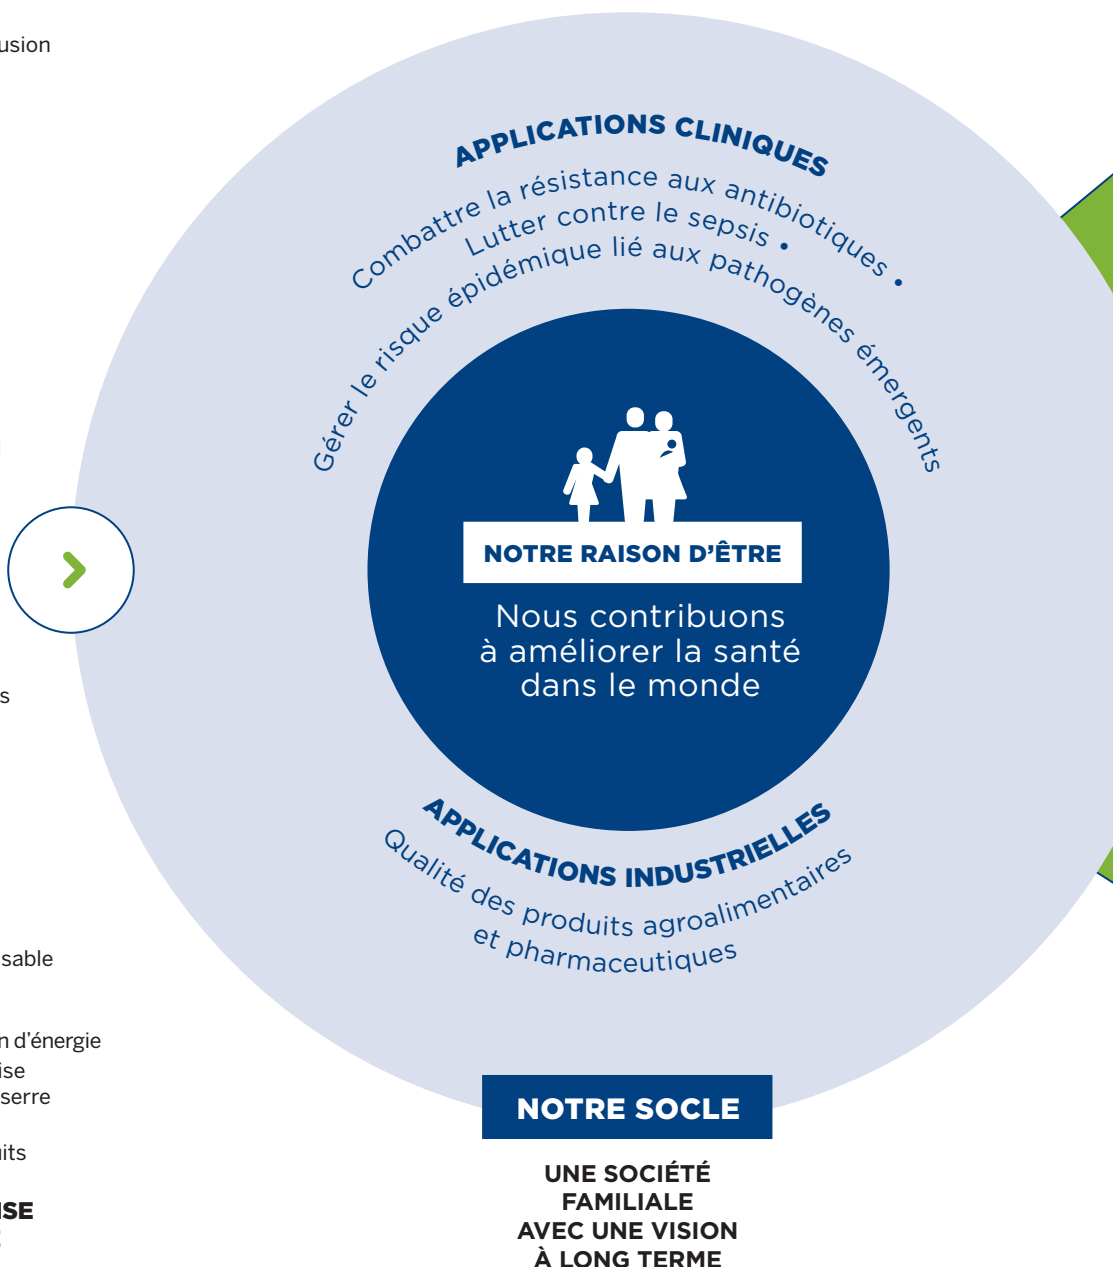 APPLICATIONS CLINIQUES
Combattre la résistance aux antibiotiques •
Lutter contre le sepsis •
Gérer le risque épidémique lié aux pathogènes émergents
NOTRE RAISON D’ÊTRE
Nous contribuons
à améliorer la santé
dans le monde
APPLICATIONS INDUSTRIELLES
Qualité des produits agroalimentaires
et pharmaceutiques
d’énergie
serre
NOTRE SOCLE
UNE SOCIÉTÉ
FAMILIALE
AVEC UNE VISION
À LONG TERME